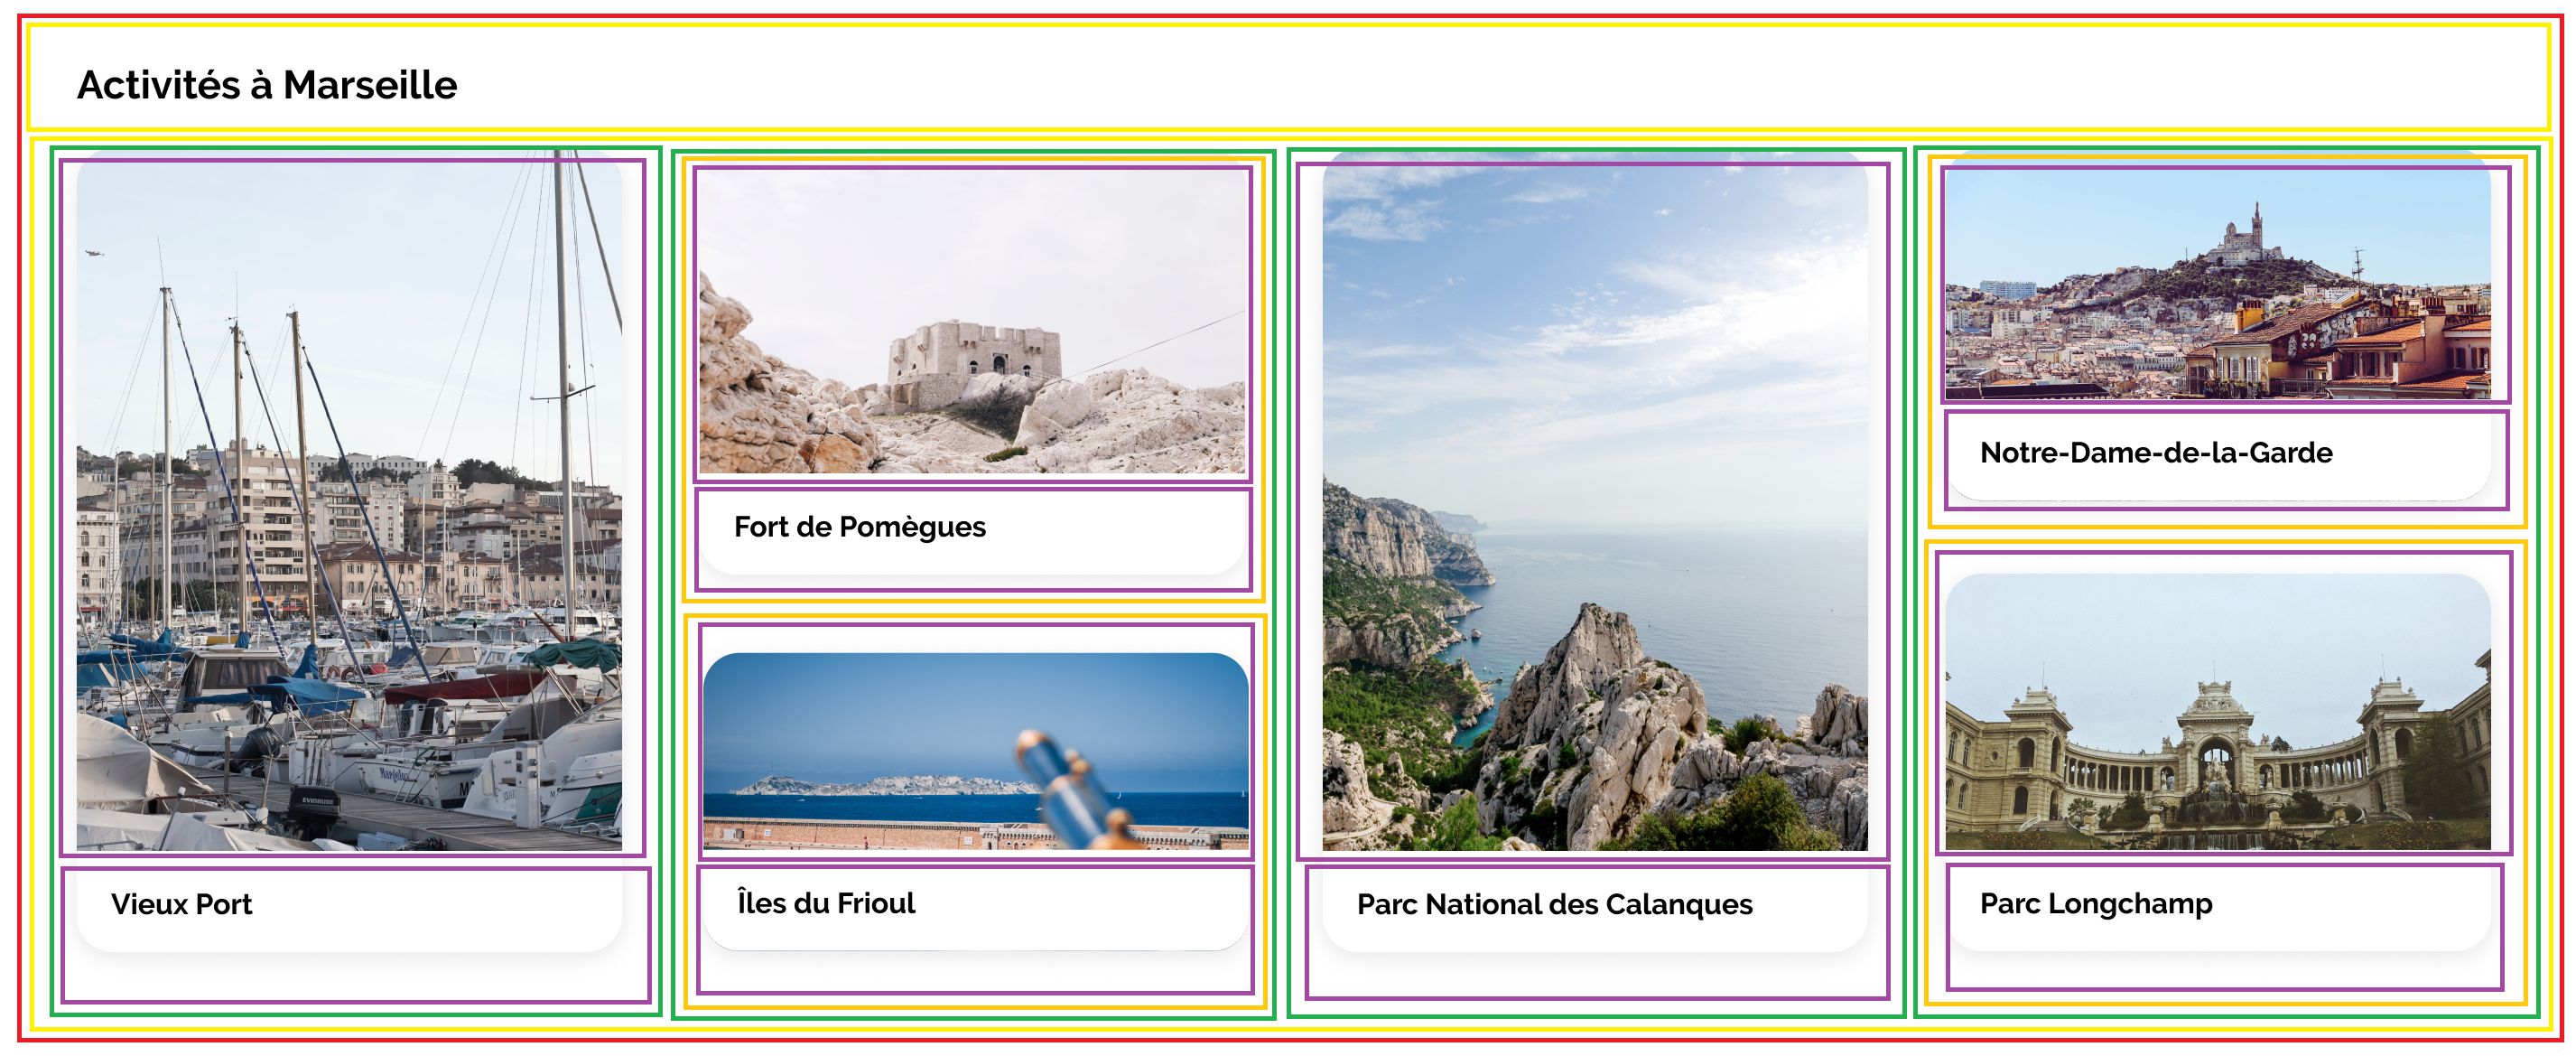 Activités à Marseille
Vieux Port
Fort de Pomègues
Îles du Frioul
Parc National des Calanques
Notre-Dame-de-la-Garde
Parc Longchamp
EVINRUDE